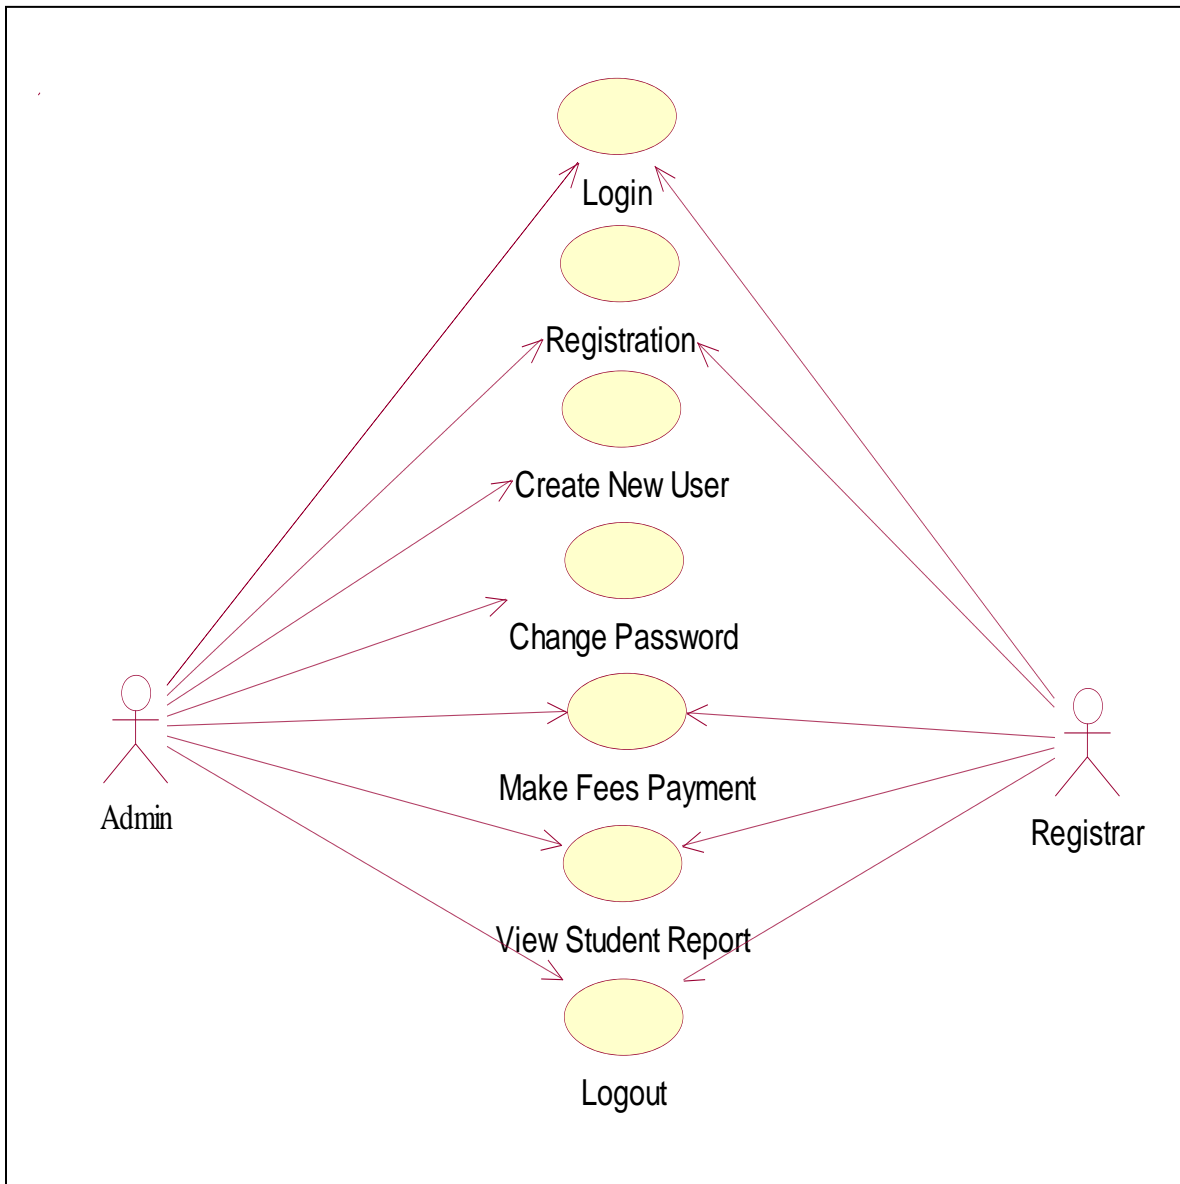 Login
Registration
Create New User
Change Password
Make Fees Payment
Admin
Registrar
View Student Report
Logout